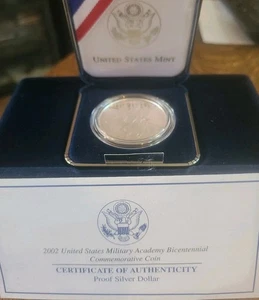 UNITED STATES MINT
2002 United States Military Academy Bicentennial
Commemorative Coin
CERTIFICATE OF AUTHENTICITY
Proof Silver Dollar